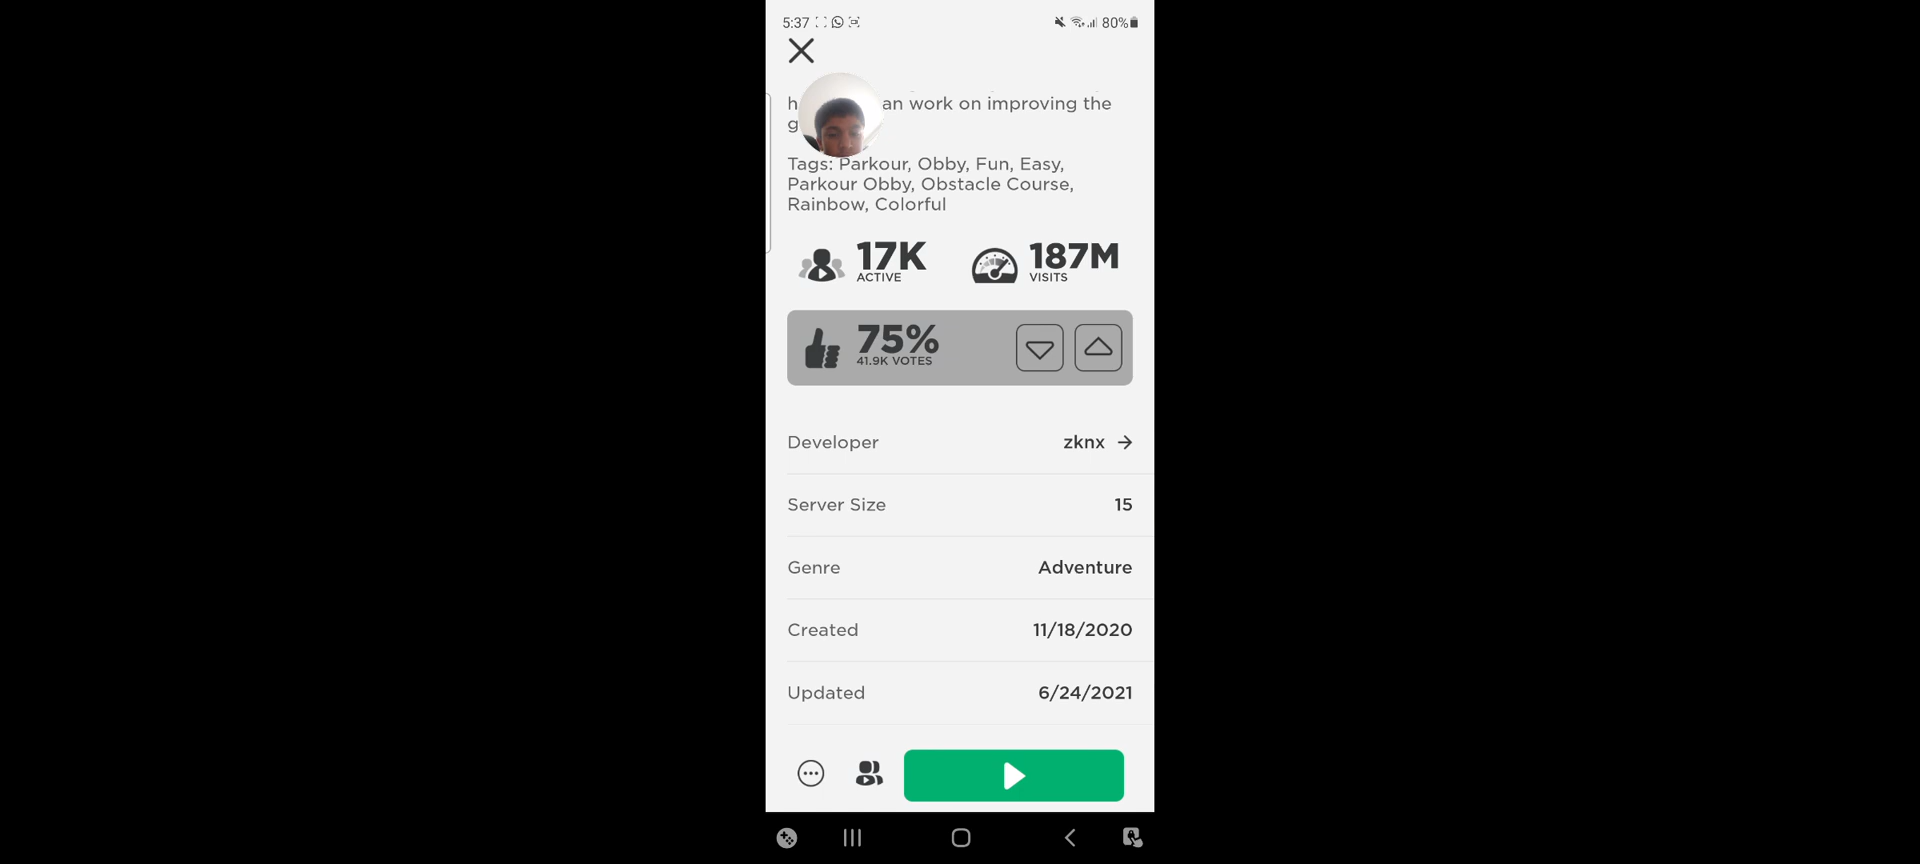 5:37
80%
an work on improving the
Tags: Parkour, Obby, Fun, Easy,
Parkour Obby, Obstacle Course,
Rainbow, Colorful
17K
ACTIVE
187M
VISITS
75%
41.9K VOTES
Developer
zknx
Server Size
15
Genre
Adventure
Created
11/18/2020
Updated
6/24/2021